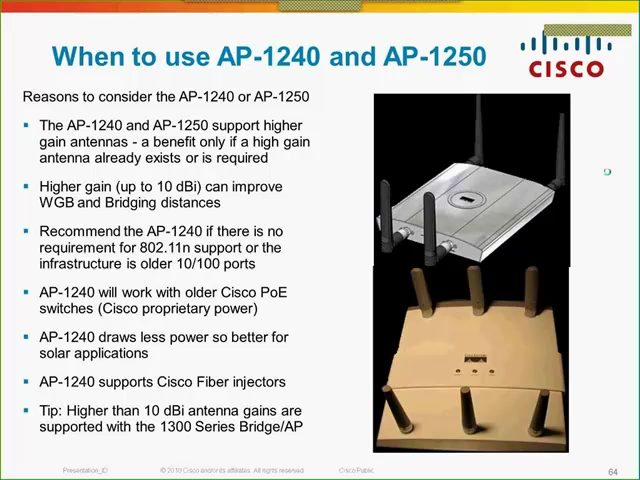 When to use AP-1240 and AP-1250
CISCO
Reasons to consider the AP-1240 or AP-1250
▪ The AP-1240 and AP-1250 support higher
gain antennas - a benefit only if a high gain
antenna already exists or is required
▪ Higher gain (up to 10 dBi) can improve
WGB and Bridging distances
▪ Recommend the AP-1240 if there is no
requirement for 802.11n support or the
infrastructure is older 10/100 ports
▪ AP-1240 will work with older Cisco PoE
switches (Cisco proprietary power)
▪ AP-1240 draws less power so better for
solar applications
▪ AP-1240 supports Cisco Fiber injectors
▪ Tip: Higher than 10 dBi antenna gains are
supported with the 1300 Series Bridge/AP
Presentation_ID © 2010 Cisco and/or its affiliates. All rights reserved. Cisco Public 64